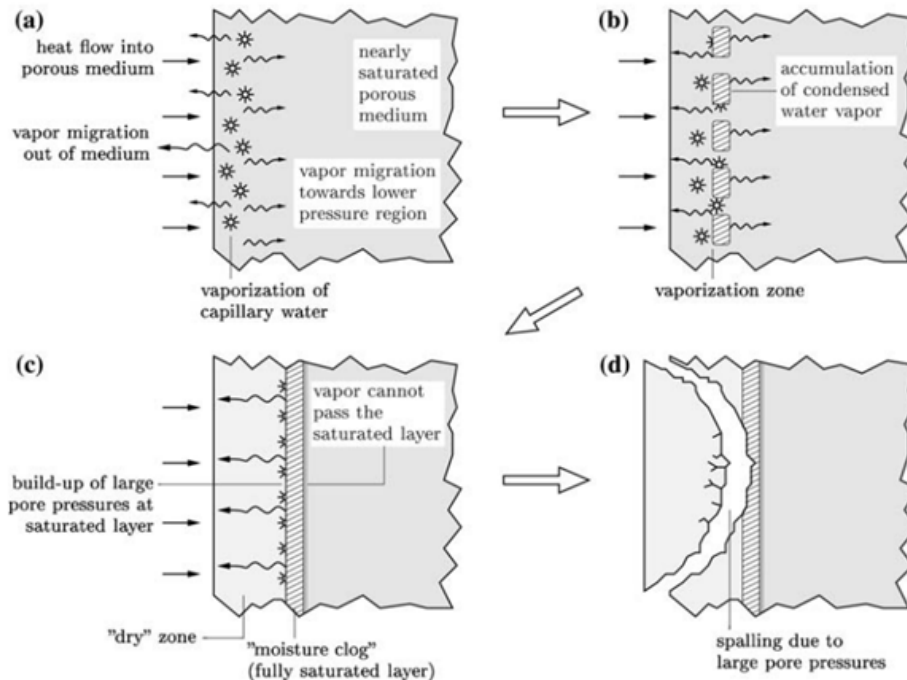 (a)
heat flow into
porous medium
vapor migration
out of medium
nearly
saturated
porous
medium
vapor migration
towards lower
pressure region
vaporization of
capillary water
(b)
accumulation
of condensed
water vapor
vaporization zone
(c)
vapor cannot
pass the
saturated layer
build-up of large
pore pressures at
saturated layer
"dry" zone
"moisture clog"
(fully saturated layer)
(d)
spalling due to
large pore pressures